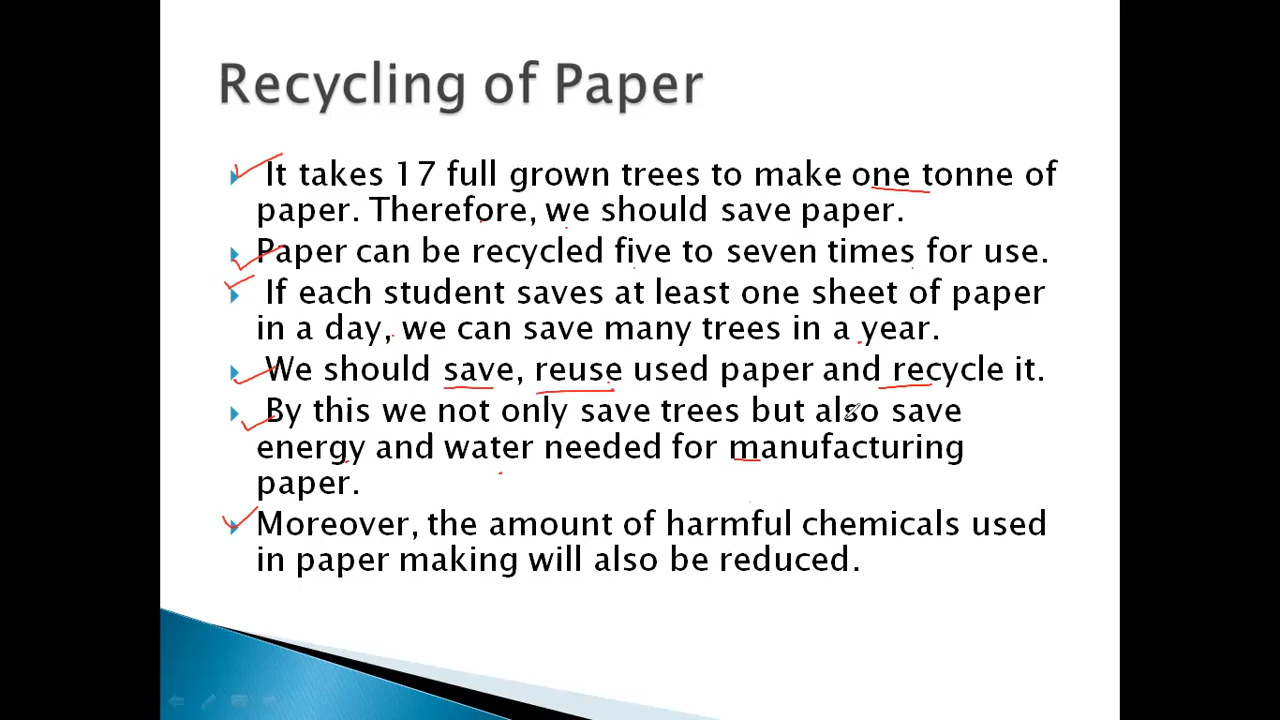 Recycling of Paper
It takes 17 full grown trees to make one tonne of
paper. Therefore, we should save paper.
Paper can be recycled five to seven times for use.
If each student saves at least one sheet of paper
in a day, we can save many trees in a year.
We should save, reuse used paper and recycle it.
By this we not only save trees but also save
energy and water needed for manufacturing
paper.
Moreover, the amount of harmful chemicals used
in paper making will also be reduced.